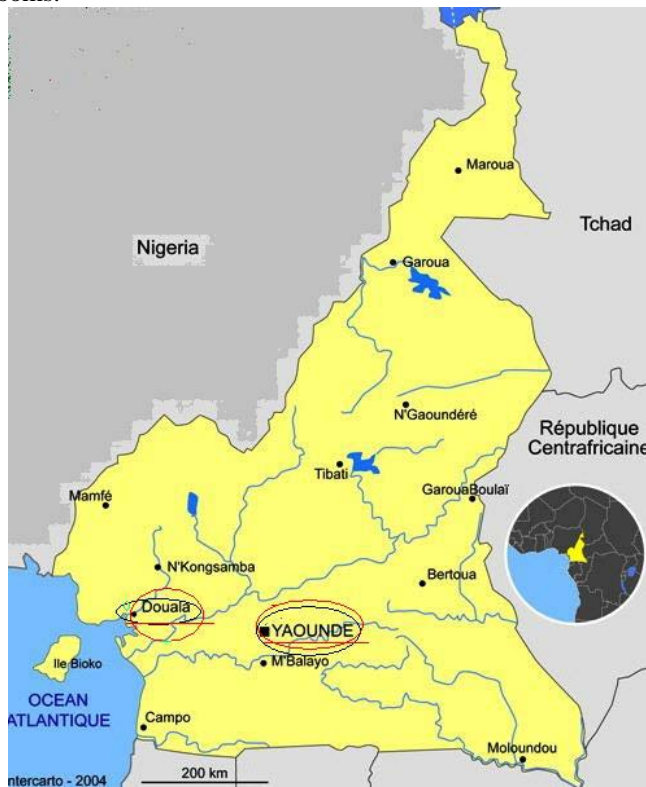 Maroua
Tchad
Nigeria
Garoua
N'Gaoundéré
République
Centrafricaine
Tibati
GarouaBoulaï
Mamfé
N'Kongsamba
Bertoua
Douala
YAOUNDE
Ile Bioko
M'Balayo
OCEAN
ATLANTIQUE
Campo
Moloundou
200 km
ntercarto - 2004